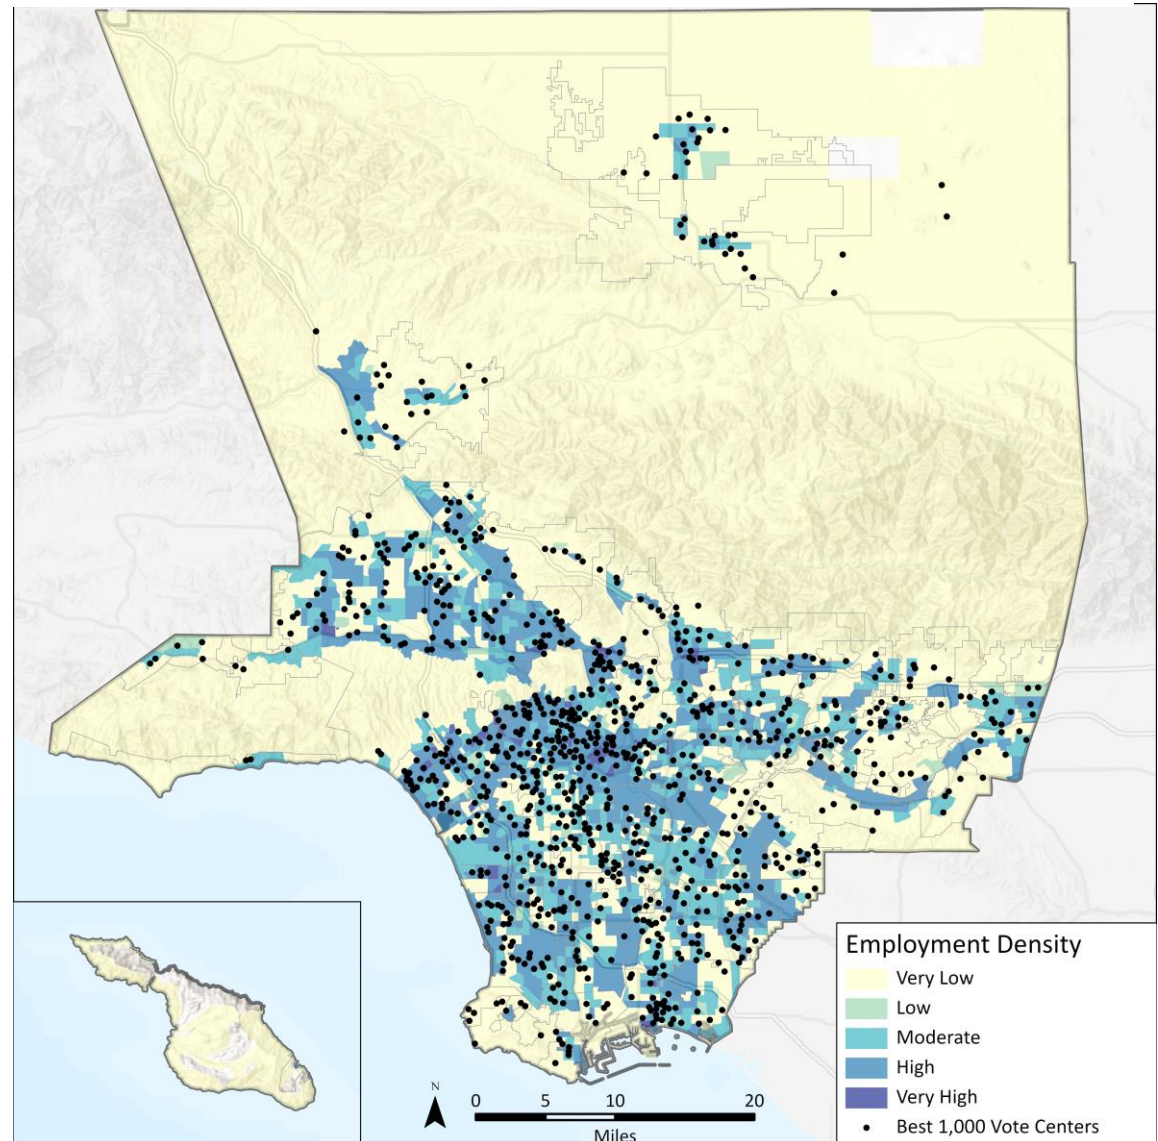 Employment Density
Very Low
Low
Moderate
High
Very High
Best 1,000 Vote Centers
N
0 5 10 20
Miles